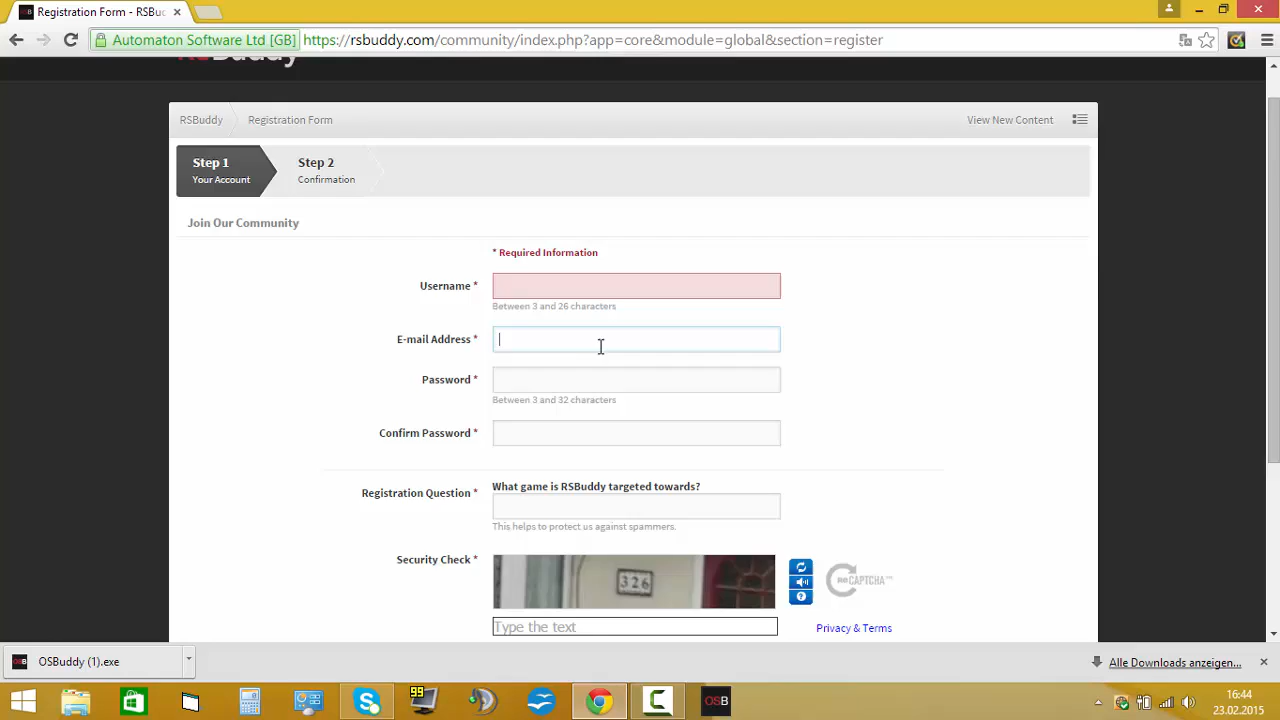 Registration Form - RSBuc
Automaton Software Ltd [GB] https://rsbuddy.com/community/index.php?app=core&module=global&section=register
RSBuddy
RSBuddy Registration Form View New Content
Step 1 Step 2
Your Account Confirmation
Join Our Community
* Required Information
Username *
Between 3 and 26 characters
E-mail Address *
Password *
Between 3 and 32 characters
Confirm Password *
What game is RSBuddy targeted towards?
Registration Question *
This helps to protect us against spammers.
Security Check *
326
reCAPTCHA™
Type the text
Privacy & Terms
OSBuddy (1).exe Alle Downloads anzeigen...
99
OSB
16:44
23.02.2015